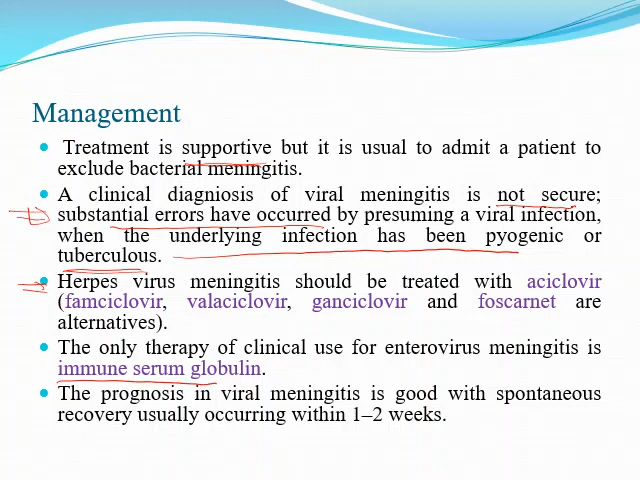 Management
• Treatment is supportive but it is usual to admit a patient to
exclude bacterial meningitis.
• A clinical diagnosis of viral meningitis is not secure;
substantial errors have occurred by presuming a viral infection,
when the underlying infection has been pyogenic or
tuberculous.
• Herpes virus meningitis should be treated with aciclovir
(famciclovir, valaciclovir, ganciclovir and foscarnet are
alternatives).
• The only therapy of clinical use for enterovirus meningitis is
immune serum globulin.
• The prognosis in viral meningitis is good with spontaneous
recovery usually occurring within 1–2 weeks.